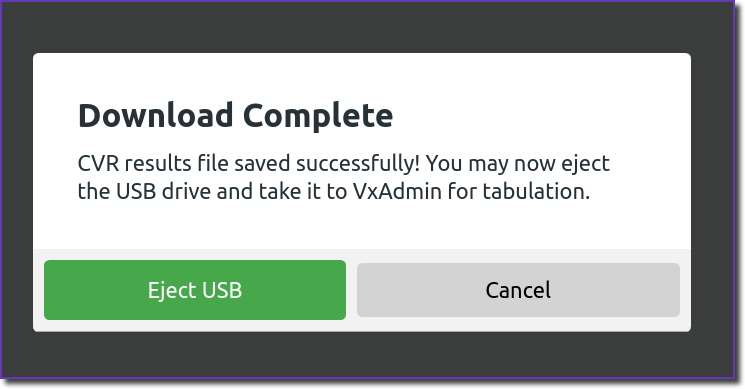 Download Complete
CVR results file saved successfully! You may now eject
the USB drive and take it to VxAdmin for tabulation.
Eject USB
Cancel